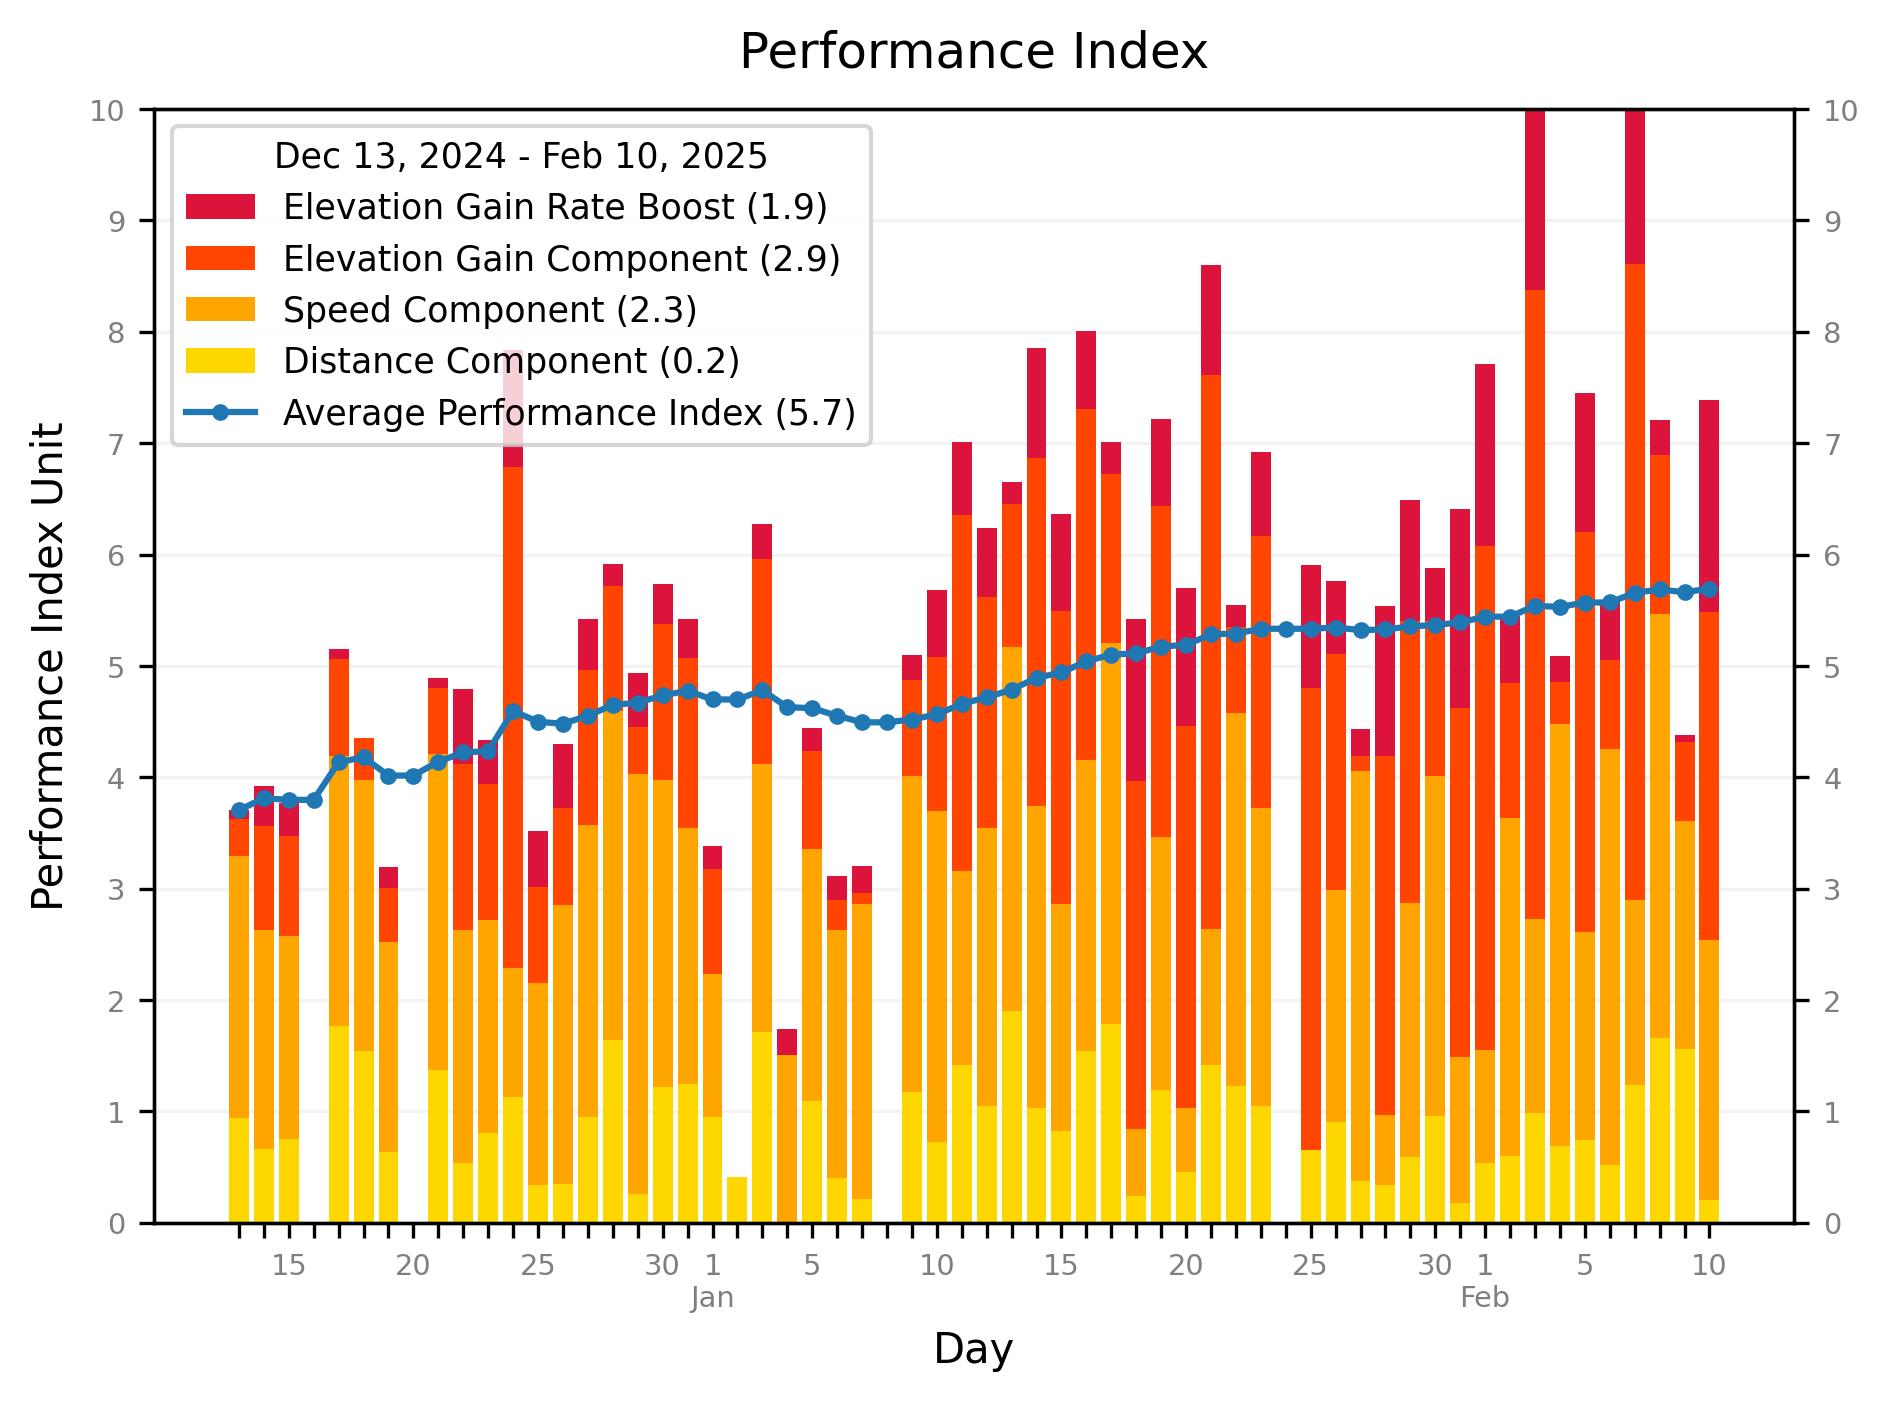 Performance Index
Dec 13, 2024 - Feb 10, 2025
Elevation Gain Rate Boost (1.9)
Elevation Gain Component (2.9)
Speed Component (2.3)
Distance Component (0.2)
Average Performance Index (5.7)
Performance Index Unit
10
9
8
7
6
5
4
3
2
1
0
10
9
8
7
6
5
4
3
2
1
0
15 20 25 30 1 5 10 15 20 25 30 1 5 10
Jan Feb
Day